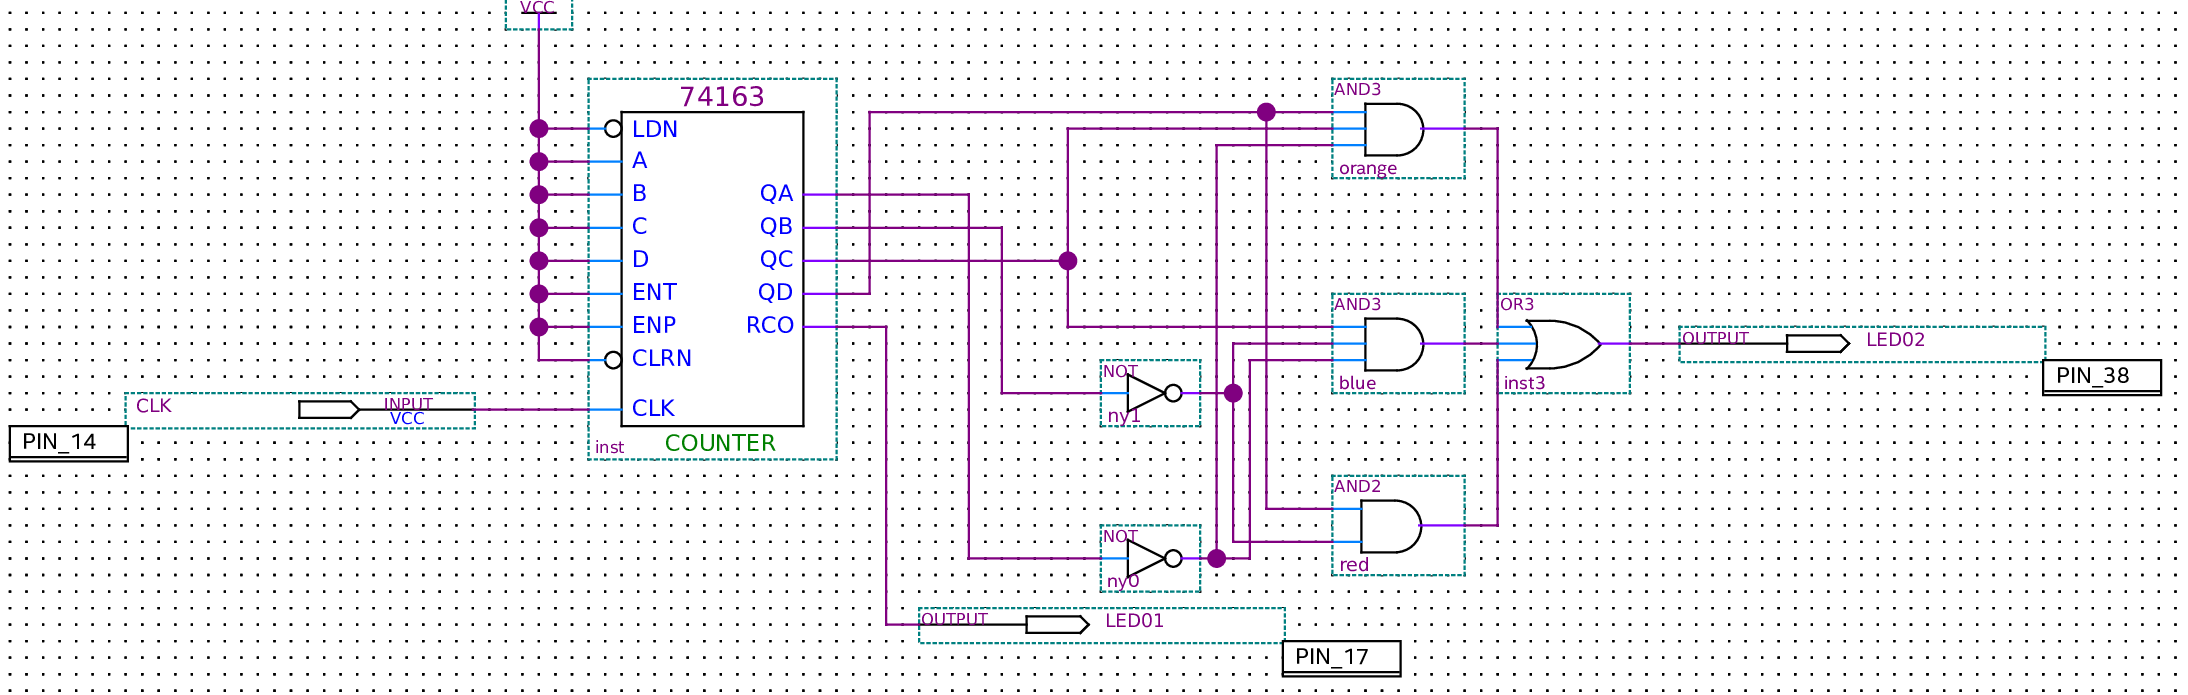 VCC
74163
LDN
A
B
C
D
ENT
ENP
CLRN
CLK
QA
QB
QC
QD
RCO
inst
COUNTER
CLK
INPUT
VCC
PIN_14
AND3
orange
AND3
blue
OR3
inst3
OUTPUT
LED02
PIN_38
NOT
ny1
AND2
red
NOT
ny0
OUTPUT
LED01
PIN_17